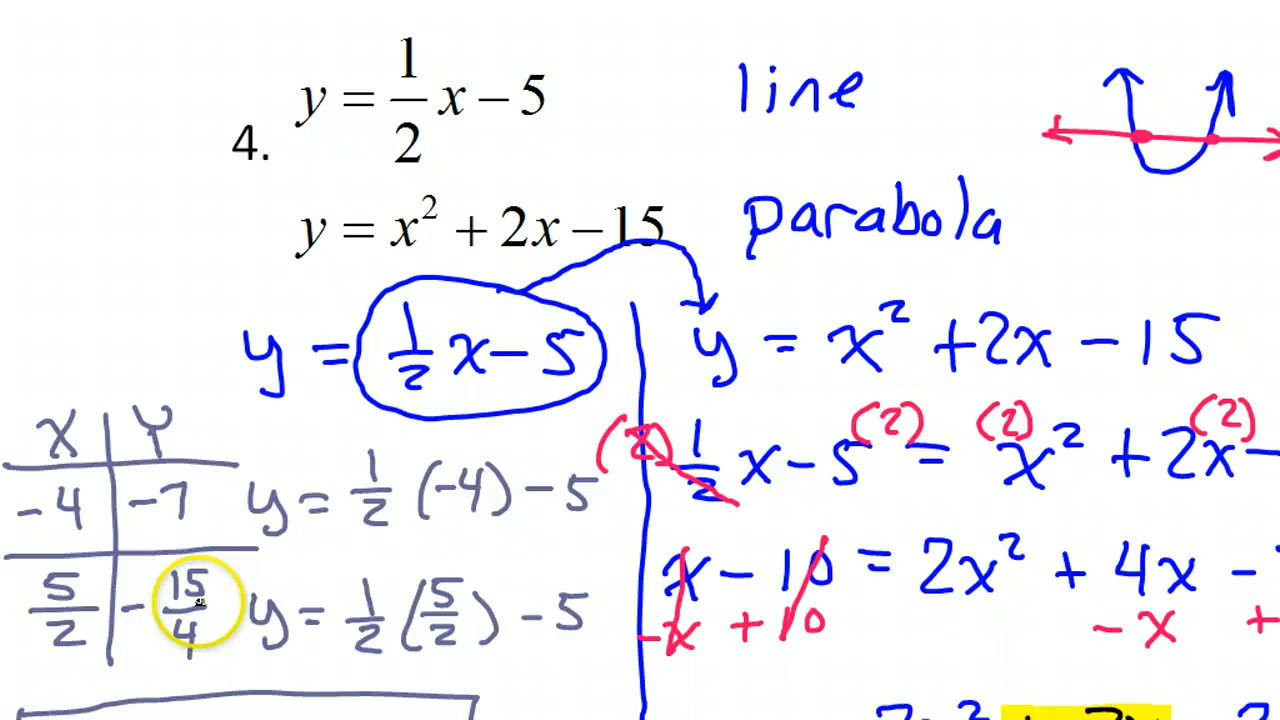 4. y = 1/2 x − 5
y = x² + 2x − 15
line
parabola
y = 1/2 x − 5
y = x² + 2x − 15
(2) (2) (2) (2)
1/2 x − 5 = x² + 2x −
x − 10 = 2x² + 4x −
−x + 10 − x +
X | Y
−4 | −7 y = 1/2 (−4) − 5
5/2 | − 15/4 y = 1/2 (5/2) − 5